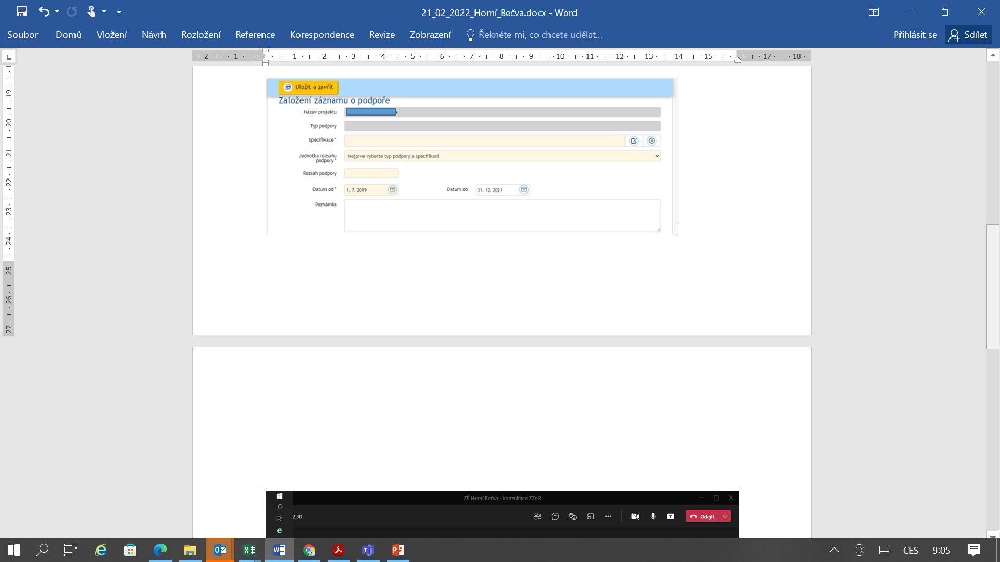 21_02_2022_Horní_Bečva.docx - Word
Soubor Domů Vložení Návrh Rozložení Reference Korespondence Revize Zobrazení Řekněte mi, co chcete udělat... Přihlásit se Sdílet
2 1 1 2 3 4 5 6 7 8 9 10 11 12 13 14 15 17 18
19
20
21
22
23
24
25
26
27
Uložit a zavřít
Založení záznamu o podpoře
Název projektu a
Typ podpory
Specifikace *
Jednotka rozsahu podpory * Nejprve vyberte typ podpory a specifikaci
Rozsah podpory
Datum od * 1. 7. 2019 Datum do 31. 12. 2021
Poznámka
ZŠ Horní Bečva - konzultace ZZoR
2:30 Odejít
CES 9:05